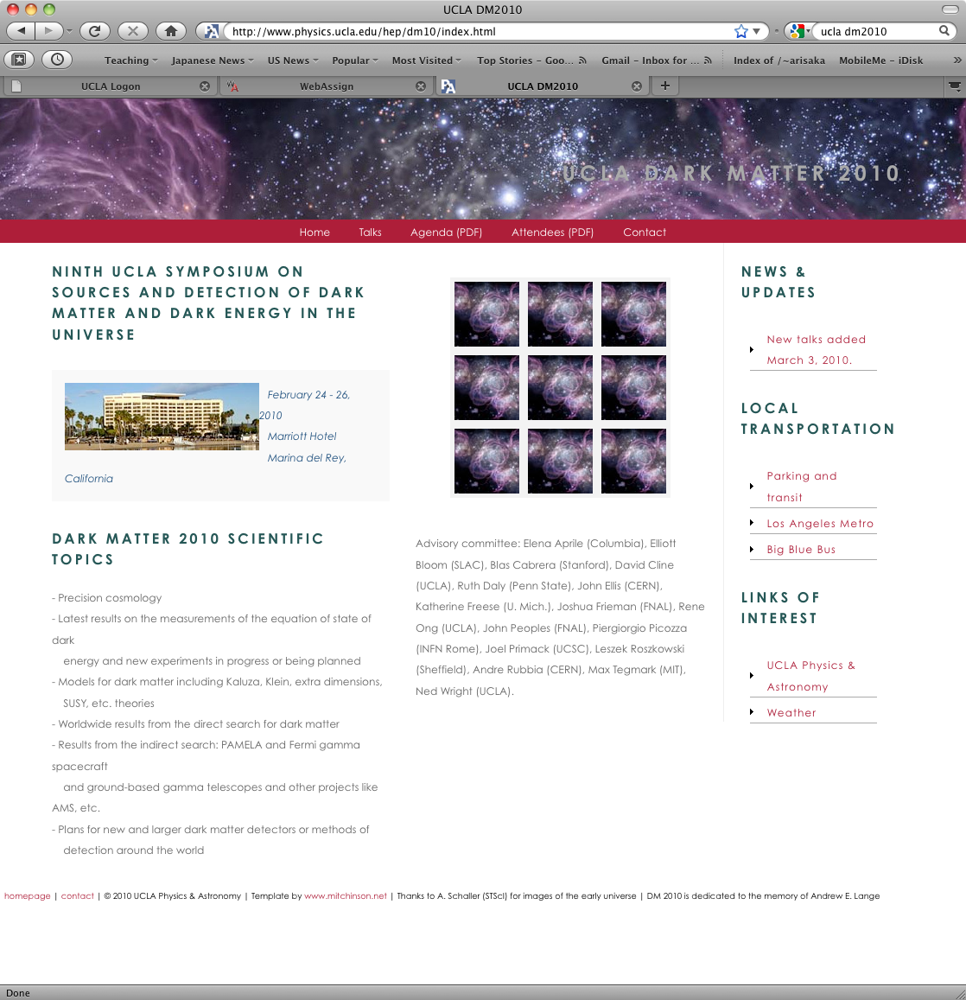 UCLA DM2010
http://www.physics.ucla.edu/hep/dm10/index.html
ucla dm2010
Teaching Japanese News US News Popular Most Visited Top Stories – Goo... Gmail – Inbox for ... Index of /~arisaka MobileMe – iDisk »
UCLA Logon WebAssign UCLA DM2010 +
UCLA DARK MATTER 2010
Home Talks Agenda (PDF) Attendees (PDF) Contact
NINTH UCLA SYMPOSIUM ON
SOURCES AND DETECTION OF DARK
MATTER AND DARK ENERGY IN THE
UNIVERSE
February 24 - 26,
2010
Marriott Hotel
Marina del Rey,
California
DARK MATTER 2010 SCIENTIFIC
TOPICS
- Precision cosmology
- Latest results on the measurements of the equation of state of
dark
energy and new experiments in progress or being planned
- Models for dark matter including Kaluza, Klein, extra dimensions,
SUSY, etc. theories
- Worldwide results from the direct search for dark matter
- Results from the indirect search: PAMELA and Fermi gamma
spacecraft
and ground-based gamma telescopes and other projects like
AMS, etc.
- Plans for new and larger dark matter detectors or methods of
detection around the world
Advisory committee: Elena Aprile (Columbia), Elliott
Bloom (SLAC), Blas Cabrera (Stanford), David Cline
(UCLA), Ruth Daly (Penn State), John Ellis (CERN),
Katherine Freese (U. Mich.), Joshua Frieman (FNAL), Rene
Ong (UCLA), John Peoples (FNAL), Piergiorgio Picozza
(INFN Rome), Joel Primack (UCSC), Leszek Roszkowski
(Sheffield), Andre Rubbia (CERN), Max Tegmark (MIT),
Ned Wright (UCLA).
NEWS &
UPDATES
New talks added
March 3, 2010.
LOCAL
TRANSPORTATION
Parking and
transit
Los Angeles Metro
Big Blue Bus
LINKS OF
INTEREST
UCLA Physics &
Astronomy
Weather
homepage | contact | © 2010 UCLA Physics & Astronomy | Template by www.mitchinson.net | Thanks to A. Schaller (STScI) for images of the early universe | DM 2010 is dedicated to the memory of Andrew E. Lange
Done